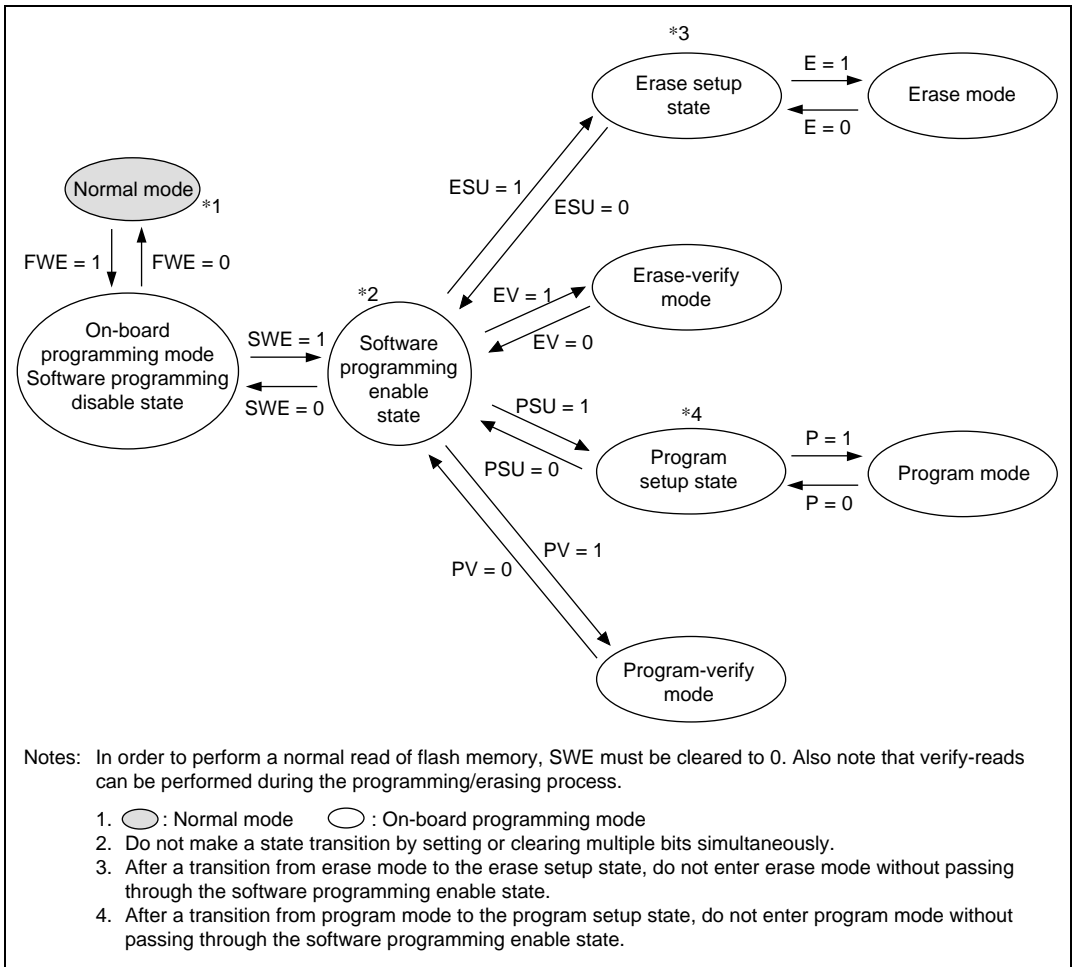 *3
E = 1
Erase setup
state
Erase mode
E = 0
Normal mode
*1
ESU = 1
ESU = 0
FWE = 1
FWE = 0
Erase-verify
mode
*2
EV = 1
EV = 0
On-board
programming mode
Software programming
disable state
SWE = 1
SWE = 0
Software
programming
enable
state
PSU = 1
PSU = 0
*4
Program
setup state
P = 1
P = 0
Program mode
PV = 1
PV = 0
Program-verify
mode
Notes: In order to perform a normal read of flash memory, SWE must be cleared to 0. Also note that verify-reads
can be performed during the programming/erasing process.
1. : Normal mode : On-board programming mode
2. Do not make a state transition by setting or clearing multiple bits simultaneously.
3. After a transition from erase mode to the erase setup state, do not enter erase mode without passing
through the software programming enable state.
4. After a transition from program mode to the program setup state, do not enter program mode without
passing through the software programming enable state.